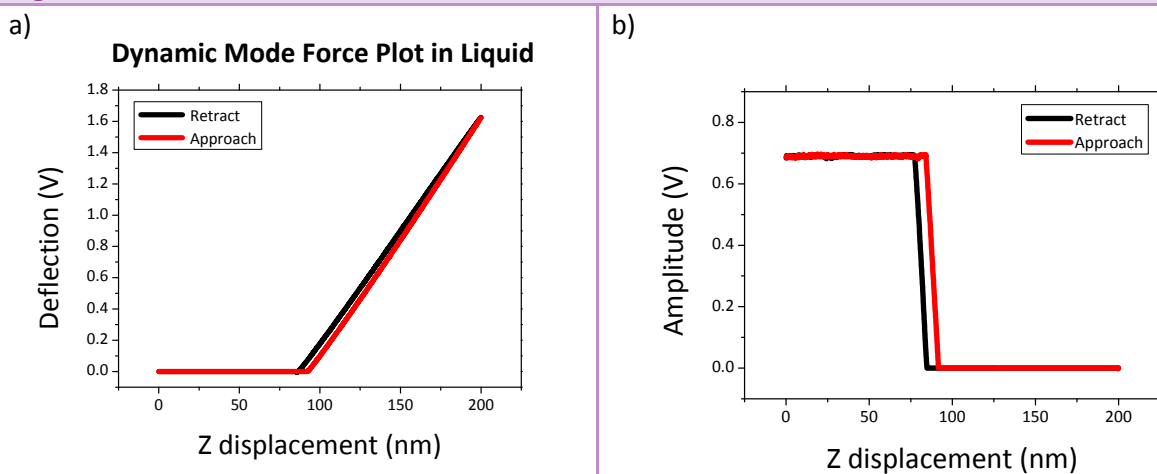 a)
Dynamic Mode Force Plot in Liquid
Retract
Approach
1.8
1.6
1.4
1.2
1.0
0.8
0.6
0.4
0.2
0.0
Deflection (V)
0 50 100 150 200
Z displacement (nm)
b)
Retract
Approach
0.8
0.6
0.4
0.2
0.0
Amplitude (V)
0 50 100 150 200
Z displacement (nm)